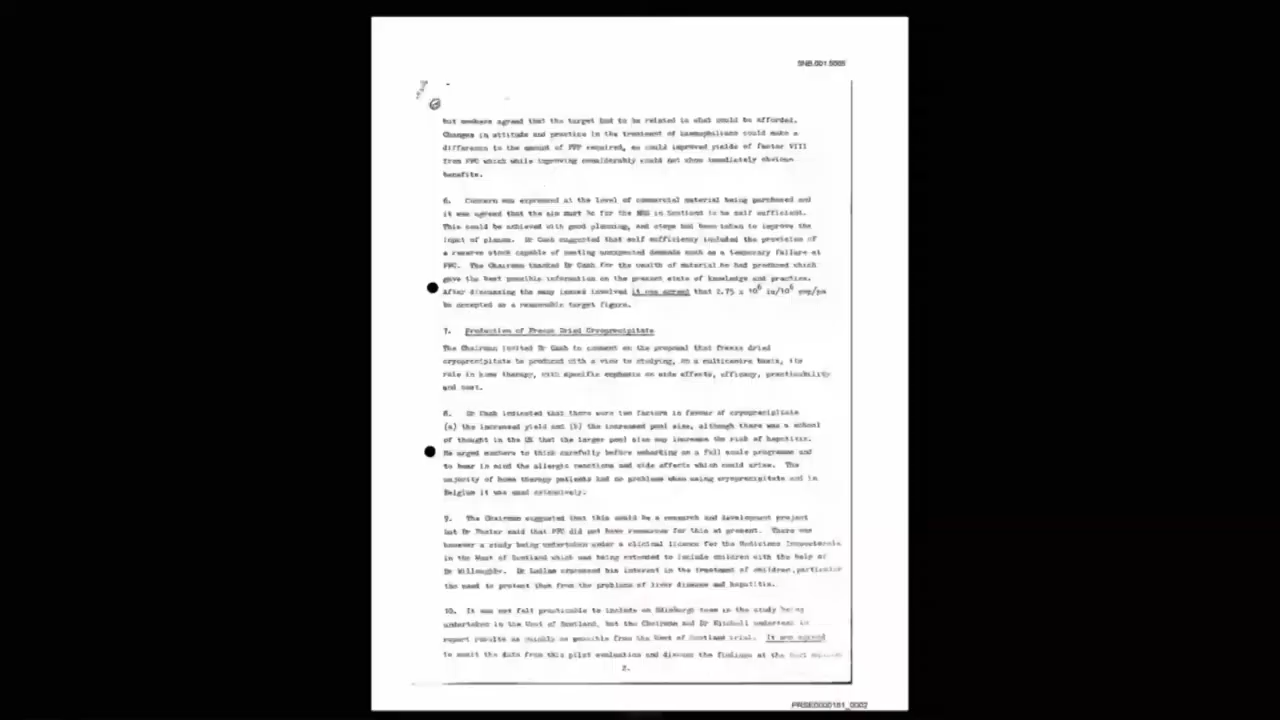 SNB.001.5005
but members agreed that the target had to be related to what could be afforded.
Changes in attitude and practice in the treatment of haemophiliacs could make a
difference to the amount of FFP required, as could improved yields of factor VIII
from PFC which while improving considerably could not show immediately obvious
benefits.
6. Concern was expressed at the level of commercial material being purchased and
it was agreed that the aim must be for the NHS in Scotland to be self sufficient.
This could be achieved with good planning, and steps had been taken to improve the
input of plasma. Dr Cash suggested that self sufficiency included the provision of
a reserve stock capable of meeting unexpected demands such as a temporary failure at
PFC. The Chairman thanked Dr Cash for the wealth of material he had produced which
gave the best possible information on the present state of knowledge and practice.
After discussing the many issues involved it was agreed that 2.75 x 10⁶ iu/10⁶ pop/pa
be accepted as a reasonable target figure.
7. Production of Freeze Dried Cryoprecipitate
The Chairman invited Dr Cash to comment on the proposal that freeze dried
cryoprecipitate be produced with a view to studying, on a multicentre basis, its
role in home therapy, with specific emphasis on side effects, efficacy, practicability
and cost.
8. Dr Cash indicated that there were two factors in favour of cryoprecipitate
(a) the increased yield and (b) the increased pool size, although there was a school
of thought in the UK that the larger pool size may increase the risk of hepatitis.
He urged members to think carefully before embarking on a full scale programme and
to bear in mind the allergic reactions and side effects which could arise. The
majority of home therapy patients had no problem when using cryoprecipitate and in
Belgium it was used extensively.
9. The Chairman suggested that this could be a research and development project
but Dr Foster said that PFC did not have resources for this at present. There was
however a study being undertaken under a clinical licence for the Medicines Inspectorate
in the West of Scotland which was being extended to include children with the help of
Dr Willoughby. Dr Ludlam expressed his interest in the treatment of children, particular
the need to protect them from the problems of liver disease and hepatitis.
10. It was not felt practicable to include an Edinburgh team in the study being
undertaken in the West of Scotland, but the Chairman and Dr Mitchell undertook to
report results as quickly as possible from the West of Scotland trial. It was agreed
to await the data from this pilot evaluation and discuss the findings at the next
2.
PRSE0000181_0002